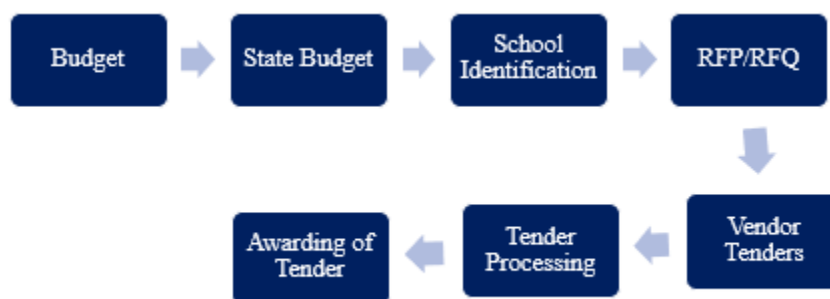 Budget
State Budget
School
Identification
RFP/RFQ
Vendor
Tenders
Tender
Processing
Awarding of
Tender